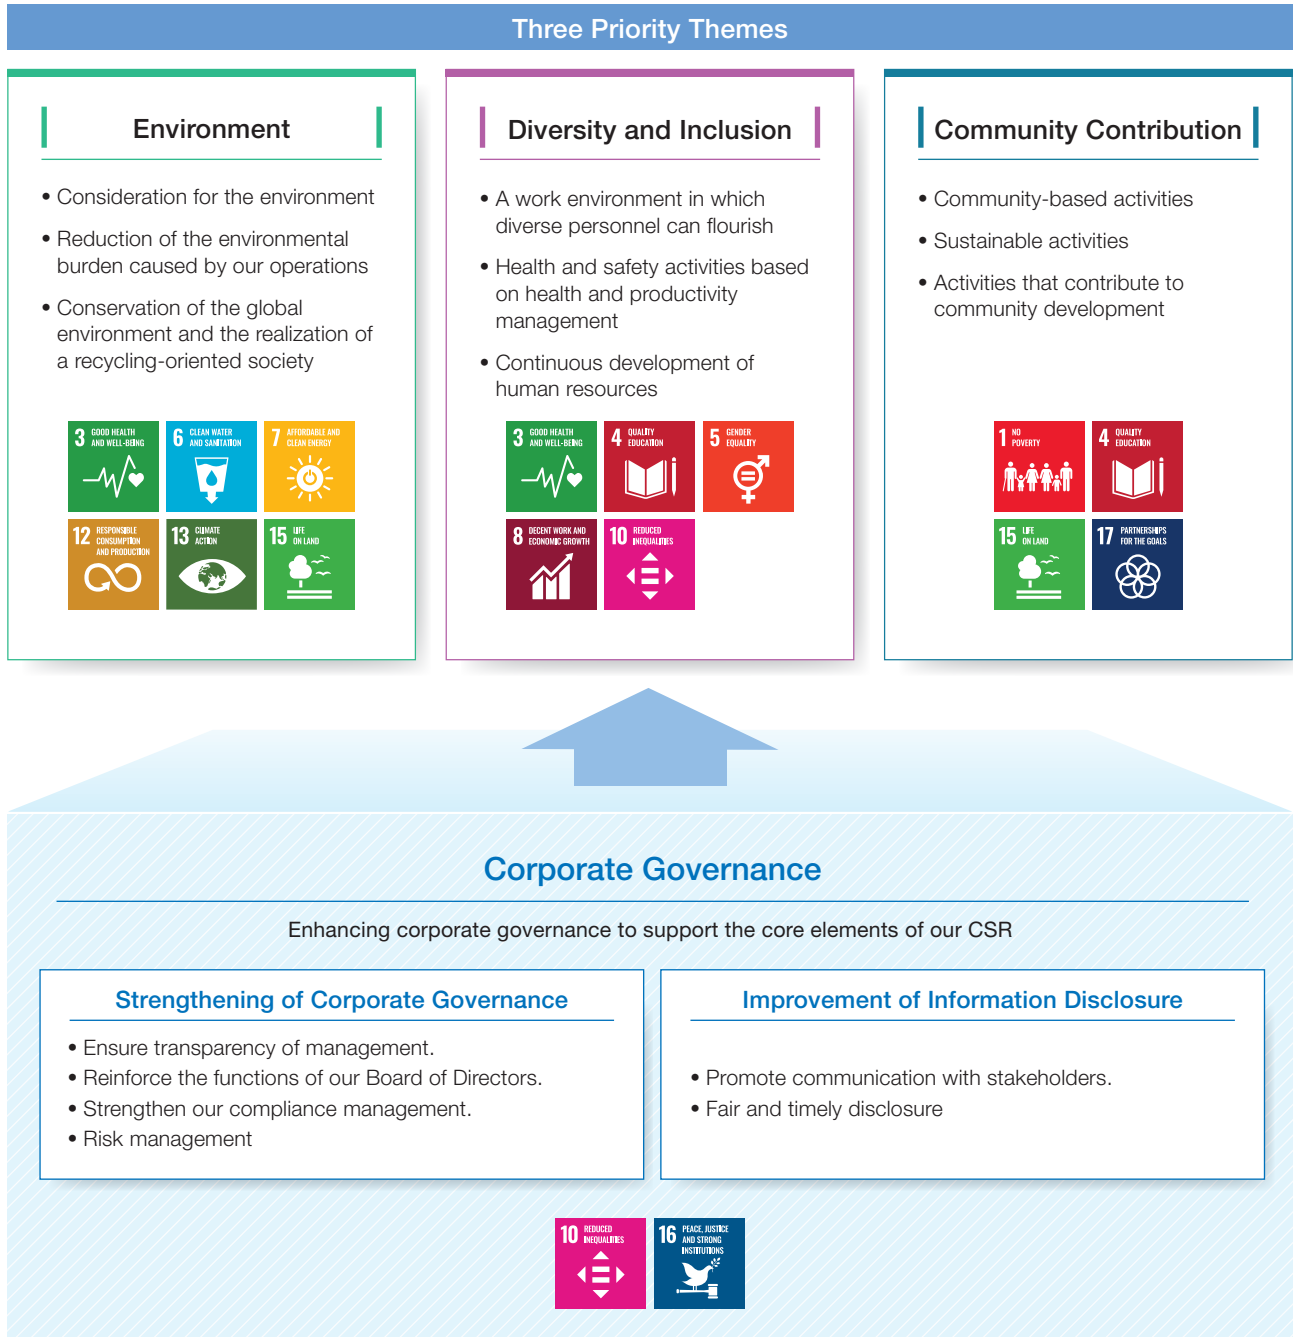 Three Priority Themes
Environment
• Consideration for the environment
• Reduction of the environmental
burden caused by our operations
• Conservation of the global
environment and the realization of
a recycling-oriented society
3 GOOD HEALTH
AND WELL-BEING
6 CLEAN WATER
AND SANITATION
7 AFFORDABLE AND
CLEAN ENERGY
12 RESPONSIBLE
CONSUMPTION
AND PRODUCTION
13 CLIMATE
ACTION
15 LIFE
ON LAND
Diversity and Inclusion
• A work environment in which
diverse personnel can flourish
• Health and safety activities based
on health and productivity
management
• Continuous development of
human resources
3 GOOD HEALTH
AND WELL-BEING
4 QUALITY
EDUCATION
5 GENDER
EQUALITY
8 DECENT WORK AND
ECONOMIC GROWTH
10 REDUCED
INEQUALITIES
Community Contribution
• Community-based activities
• Sustainable activities
• Activities that contribute to
community development
1 NO
POVERTY
4 QUALITY
EDUCATION
15 LIFE
ON LAND
17 PARTNERSHIPS
FOR THE GOALS
Corporate Governance
Enhancing corporate governance to support the core elements of our CSR
Strengthening of Corporate Governance
• Ensure transparency of management.
• Reinforce the functions of our Board of Directors.
• Strengthen our compliance management.
• Risk management
Improvement of Information Disclosure
• Promote communication with stakeholders.
• Fair and timely disclosure
10 REDUCED
INEQUALITIES
16 PEACE, JUSTICE
AND STRONG
INSTITUTIONS